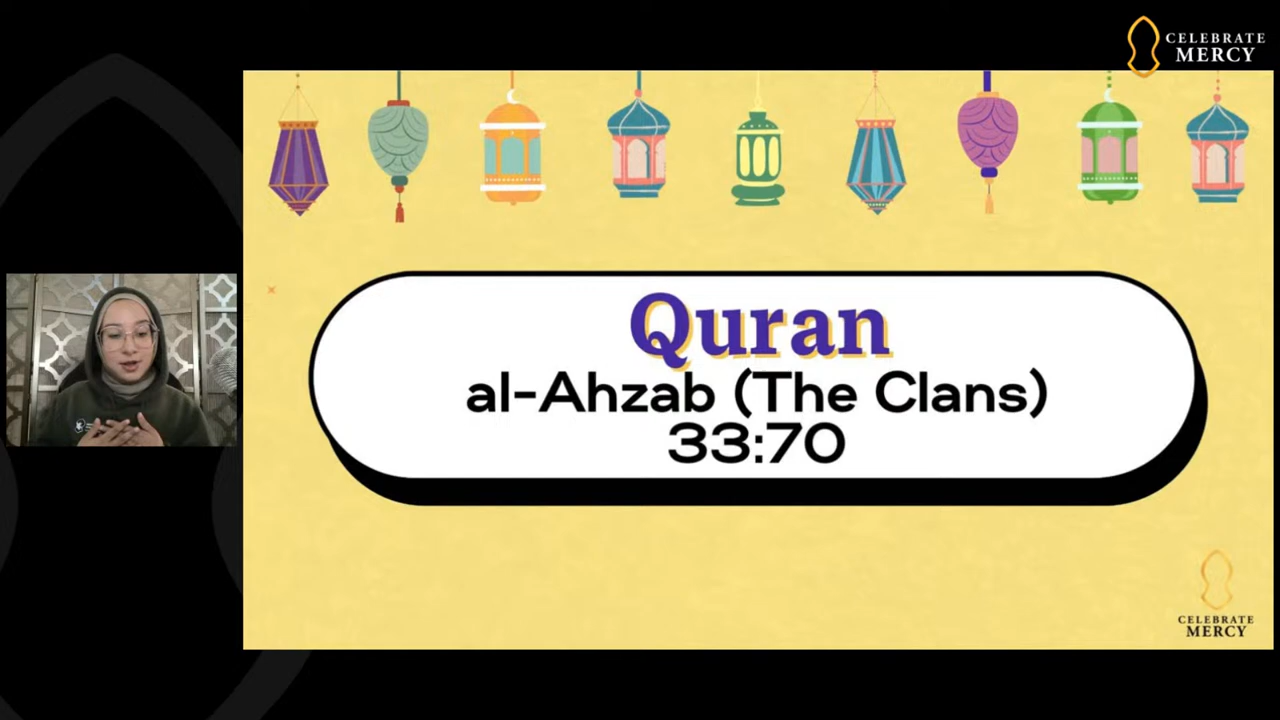 CELEBRATE
MERCY
Quran
al-Ahzab (The Clans)
33:70
CELEBRATE
MERCY